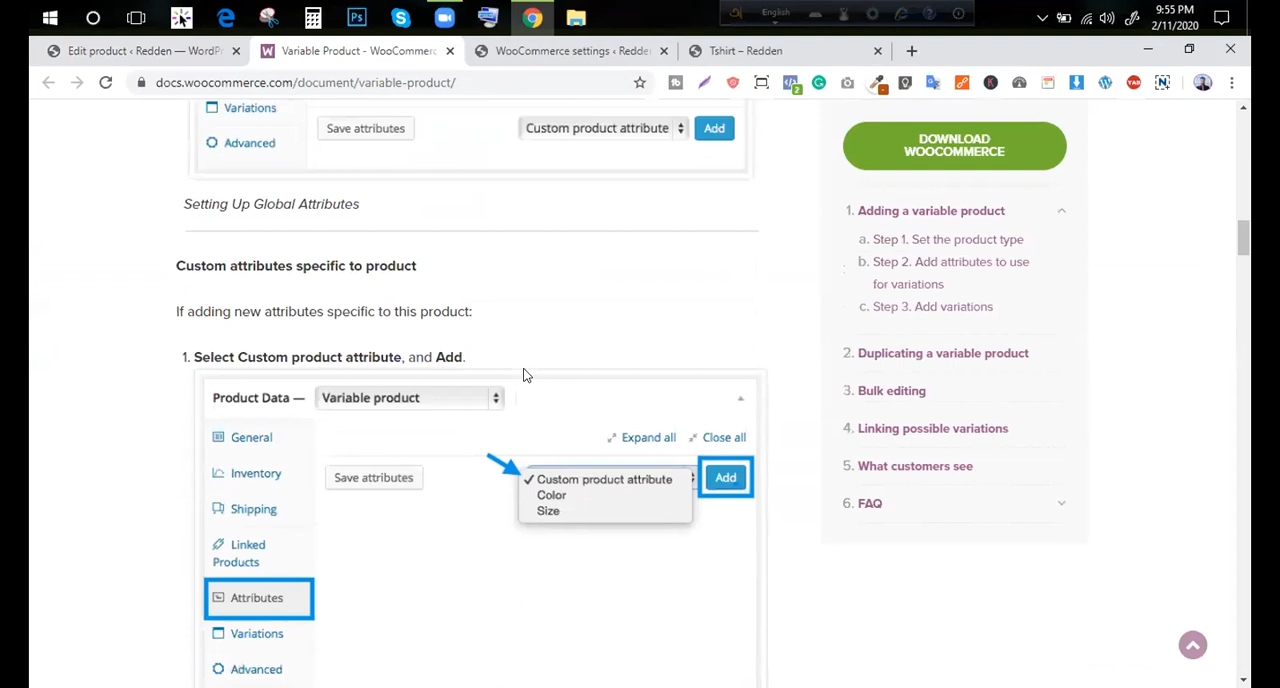 English
9:55 PM
2/11/2020
Edit product ‹ Redden — WordPr
Variable Product - WooCommerc
WooCommerce settings ‹ Redde
Tshirt – Redden
docs.woocommerce.com/document/variable-product/
Variations
Save attributes
Custom product attribute
Add
Advanced
Setting Up Global Attributes
Custom attributes specific to product
If adding new attributes specific to this product:
1. Select Custom product attribute, and Add.
Product Data —
Variable product
General
Expand all
Close all
Inventory
Save attributes
Custom product attribute
Color
Size
Add
Shipping
Linked
Products
Attributes
Variations
Advanced
DOWNLOAD
WOOCOMMERCE
1. Adding a variable product
a. Step 1. Set the product type
b. Step 2. Add attributes to use
for variations
c. Step 3. Add variations
2. Duplicating a variable product
3. Bulk editing
4. Linking possible variations
5. What customers see
6. FAQ